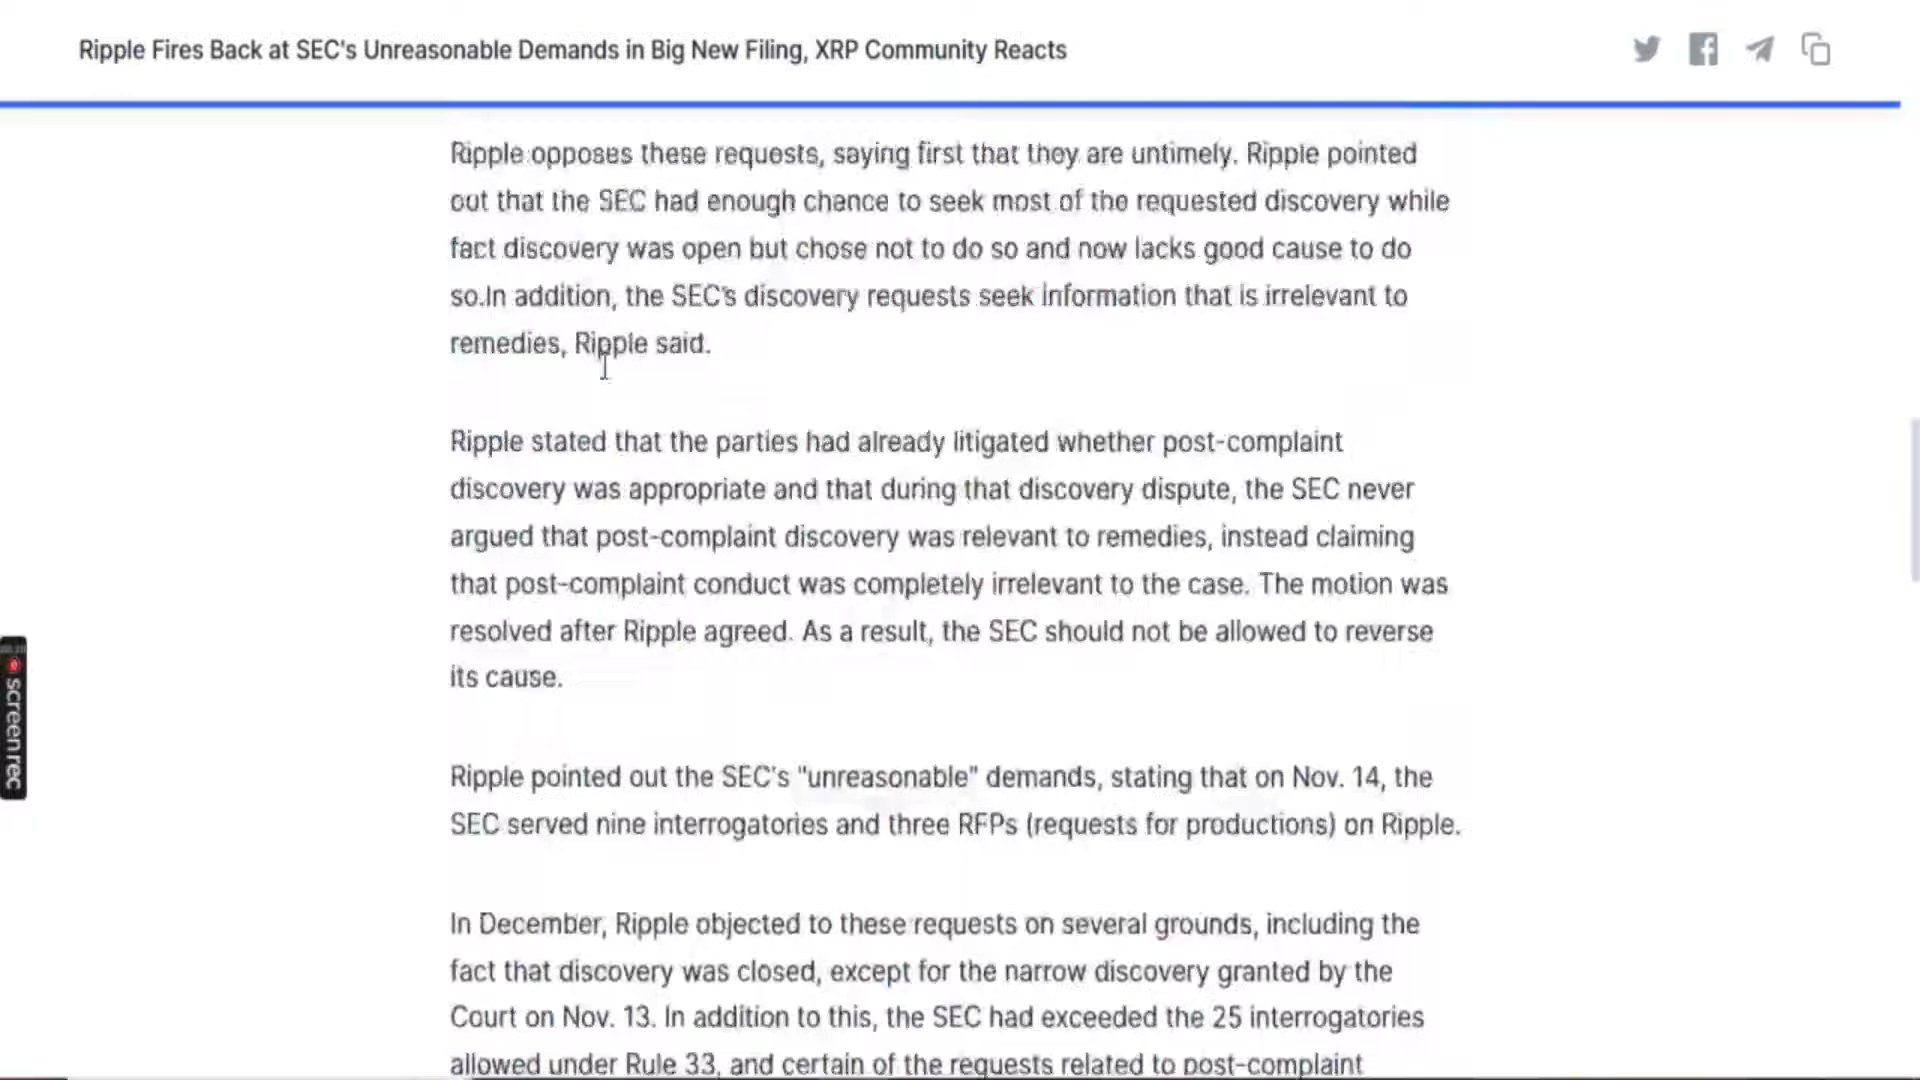 Ripple Fires Back at SEC's Unreasonable Demands in Big New Filing, XRP Community Reacts
Ripple opposes these requests, saying first that they are untimely. Ripple pointed
out that the SEC had enough chance to seek most of the requested discovery while
fact discovery was open but chose not to do so and now lacks good cause to do
so.In addition, the SEC's discovery requests seek information that is irrelevant to
remedies, Ripple said.
Ripple stated that the parties had already litigated whether post-complaint
discovery was appropriate and that during that discovery dispute, the SEC never
argued that post-complaint discovery was relevant to remedies, instead claiming
that post-complaint conduct was completely irrelevant to the case. The motion was
resolved after Ripple agreed. As a result, the SEC should not be allowed to reverse
its cause.
Ripple pointed out the SEC's "unreasonable" demands, stating that on Nov. 14, the
SEC served nine interrogatories and three RFPs (requests for productions) on Ripple.
In December, Ripple objected to these requests on several grounds, including the
fact that discovery was closed, except for the narrow discovery granted by the
Court on Nov. 13. In addition to this, the SEC had exceeded the 25 interrogatories
allowed under Rule 33, and certain of the requests related to post-complaint
screenrec